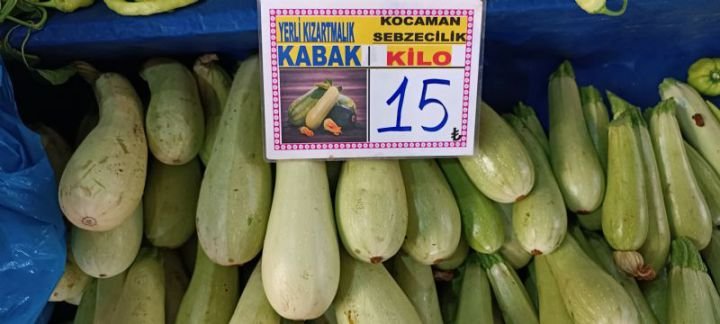 YERLİ KIZARTMALIK
KABAK
KOCAMAN
SEBZECİLİK
KİLO
15 ₺